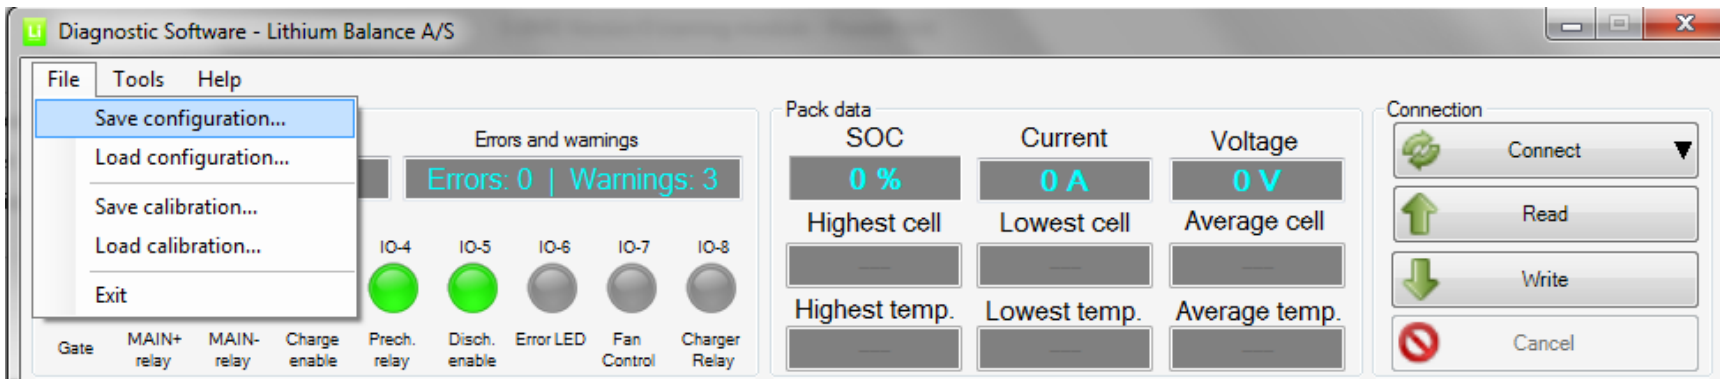 Diagnostic Software - Lithium Balance A/S
File Tools Help
Save configuration...
Load configuration...
Save calibration...
Load calibration...
Exit
Errors and warnings
Errors: 0 | Warnings: 3
IO-4 IO-5 IO-6 IO-7 IO-8
Gate MAIN+ relay MAIN- relay Charge enable Prech. relay Disch. enable Error LED Fan Control Charger Relay
Pack data
SOC Current Voltage
0 % 0 A 0 V
Highest cell Lowest cell Average cell
Highest temp. Lowest temp. Average temp.
Connection
Connect
Read
Write
Cancel